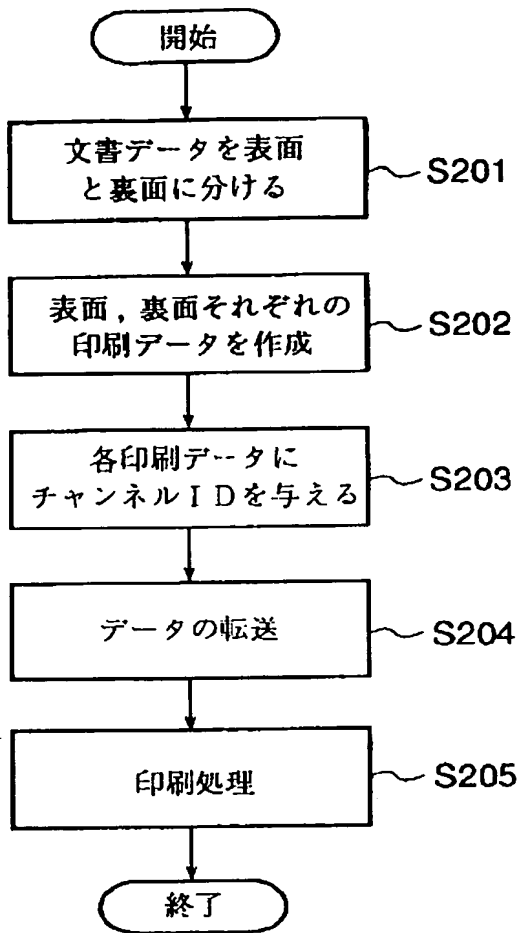 開始
文書データを表面
と裏面に分ける
S201
表面，裏面それぞれの
印刷データを作成
S202
各印刷データに
チャンネルＩＤを与える
S203
データの転送
S204
印刷処理
S205
終了